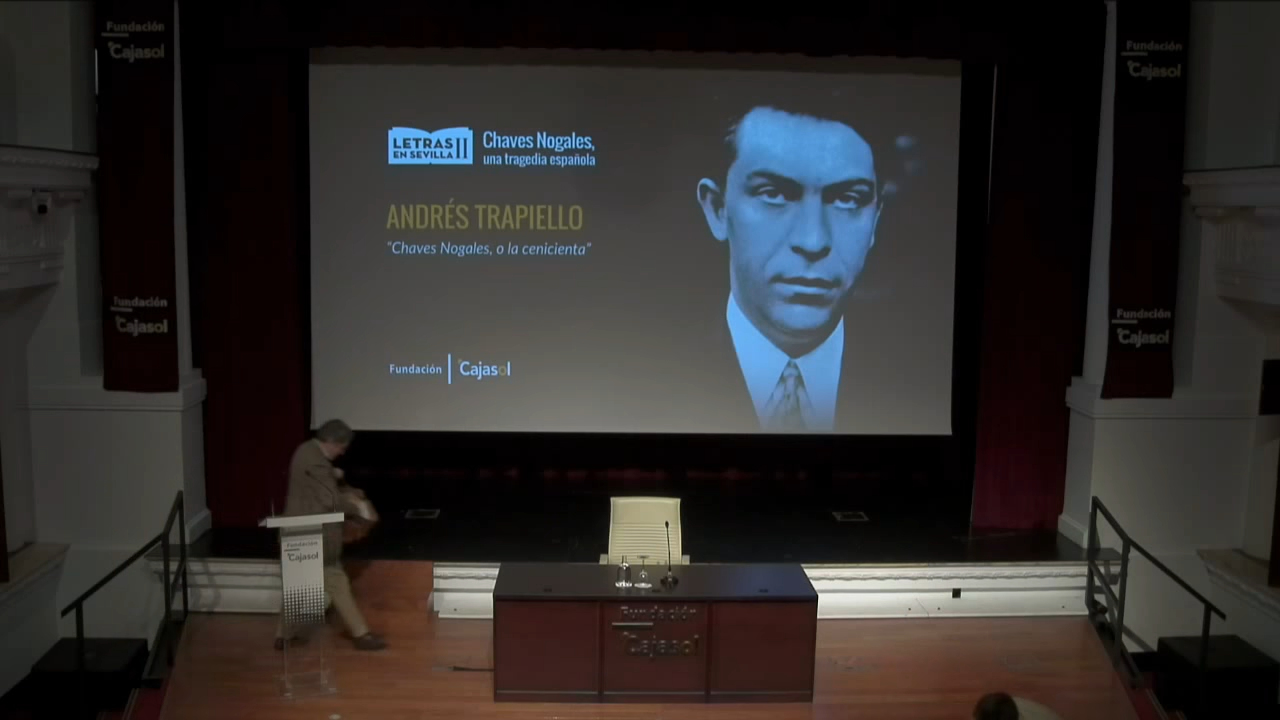 Fundación
Cajasol
Fundación
Cajasol
LETRAS II
EN SEVILLA
Chaves Nogales,
una tragedia española
ANDRÉS TRAPIELLO
"Chaves Nogales, o la cenicienta"
Fundación
Cajasol
Fundación
Cajasol
Fundación
Cajasol
Fundación
Cajasol
Fundación
Cajasol